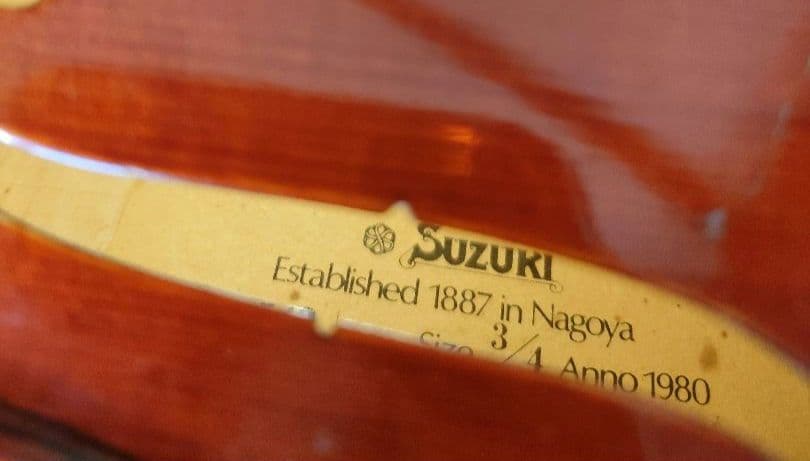 SUZUKI
Established 1887 in Nagoya
Size 3/4 Anno 1980